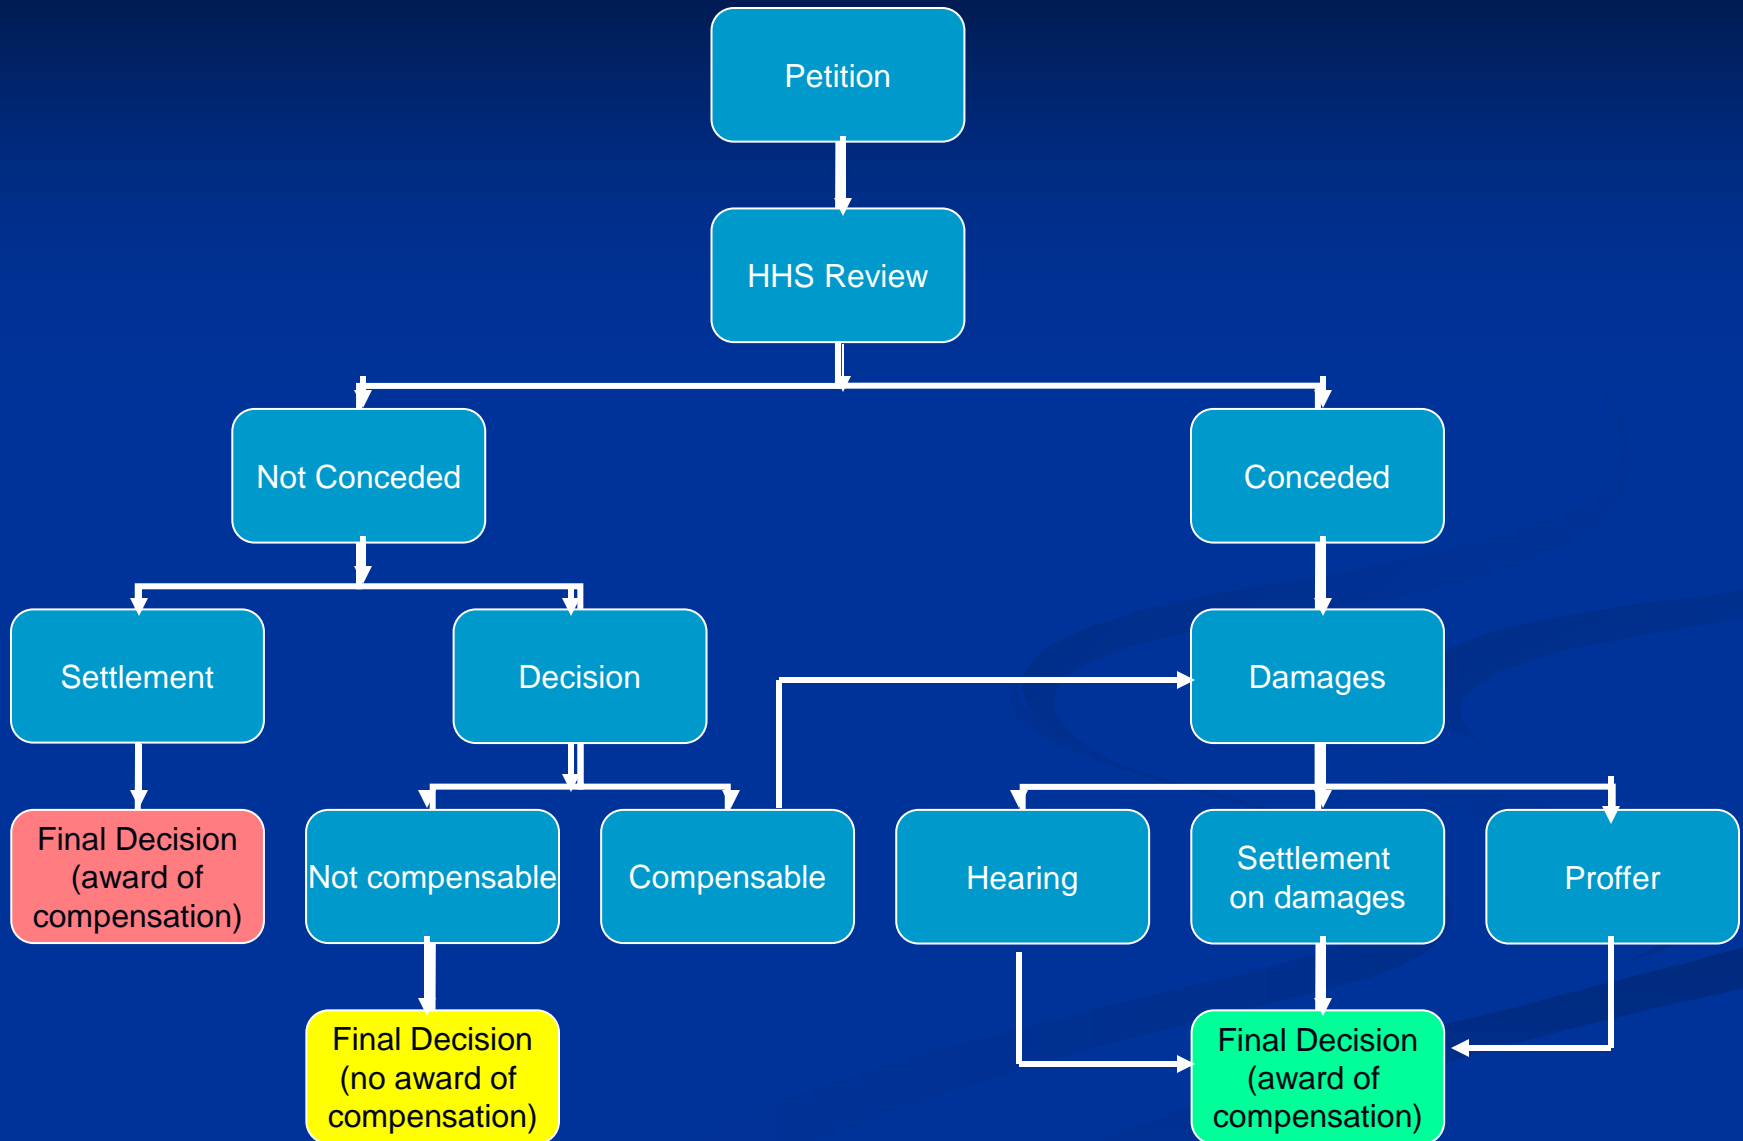 Petition
HHS Review
Not Conceded
Conceded
Settlement
Decision
Damages
Final Decision
(award of
compensation)
Not compensable
Compensable
Hearing
Settlement
on damages
Proffer
Final Decision
(no award of
compensation)
Final Decision
(award of
compensation)